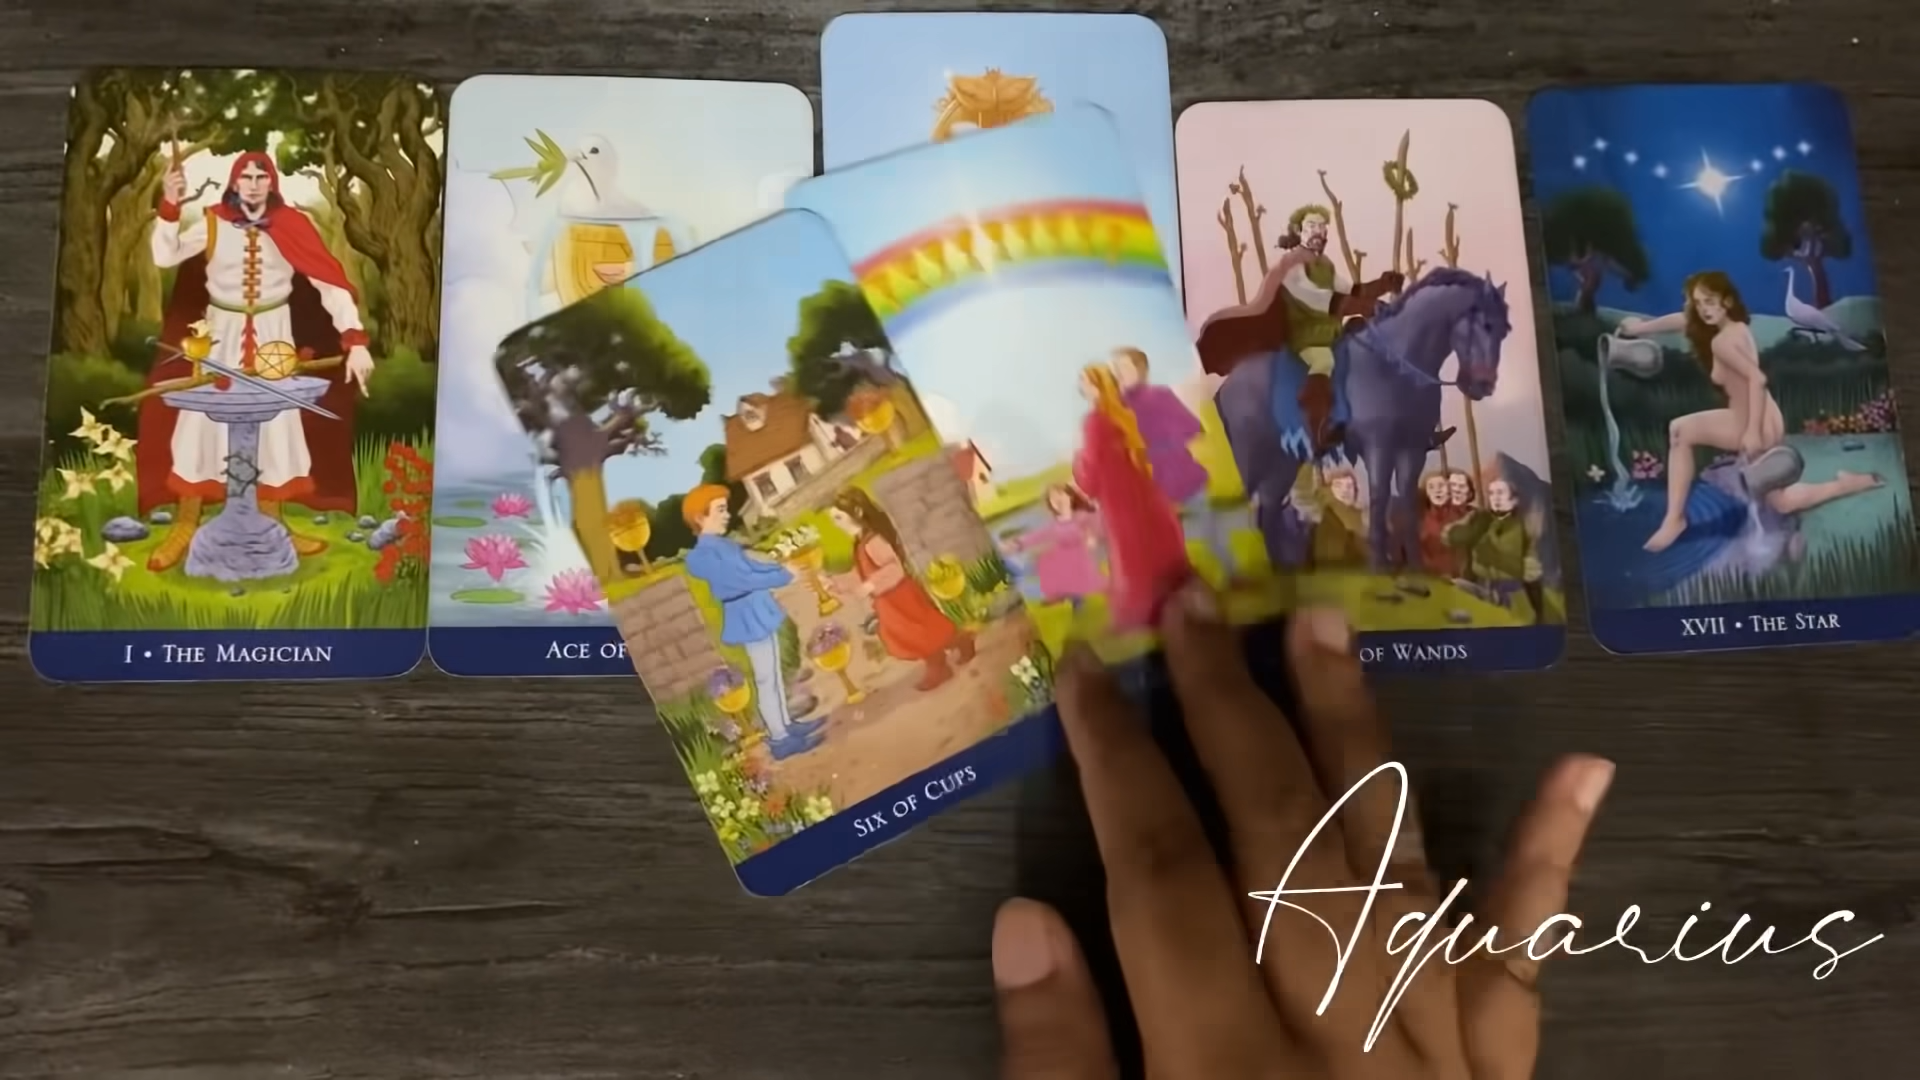 I • THE MAGICIAN
ACE OF
SIX OF CUPS
OF WANDS
XVII • THE STAR
Aquarius